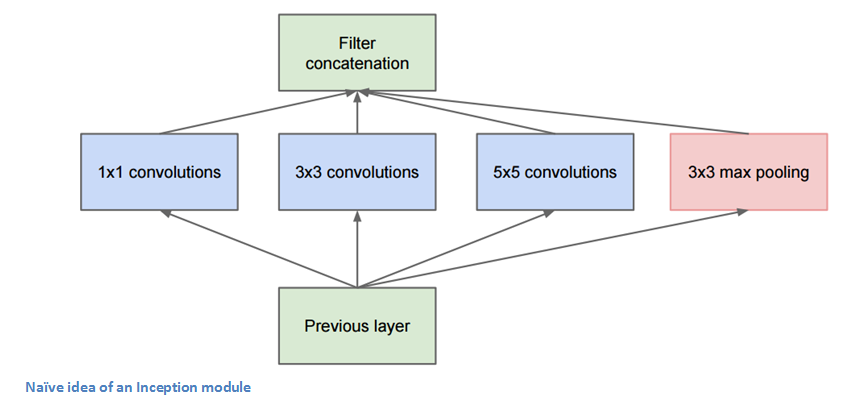 Filter
concatenation
1x1 convolutions
3x3 convolutions
5x5 convolutions
3x3 max pooling
Previous layer
Naïve idea of an Inception module